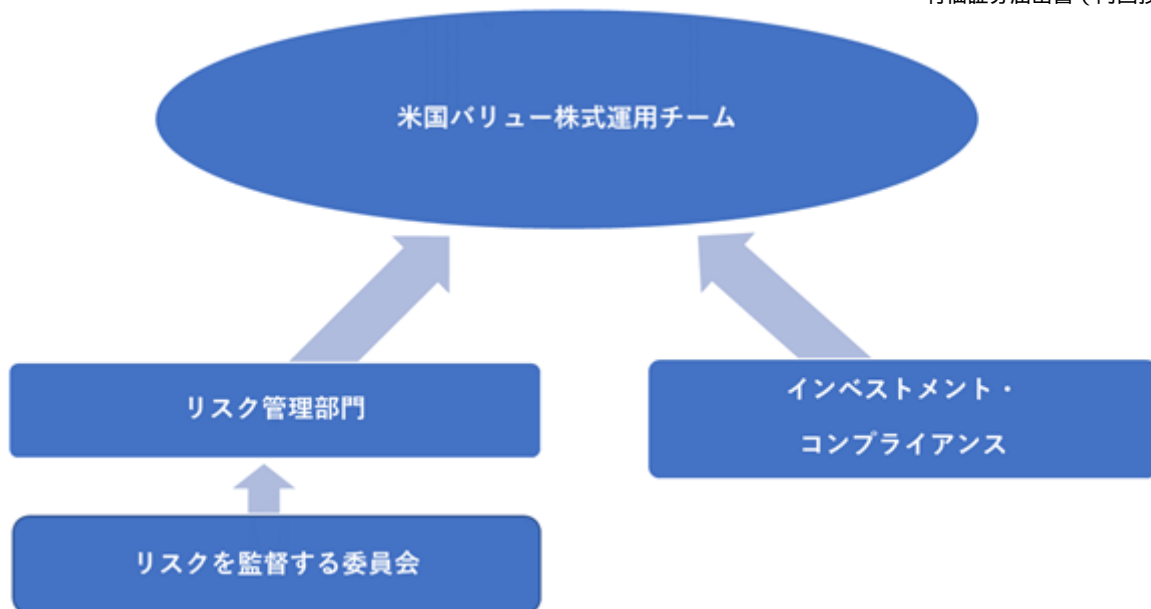 米国バリュー株式運用チーム
リスク管理部門
インベストメント・
コンプライアンス
リスクを監督する委員会